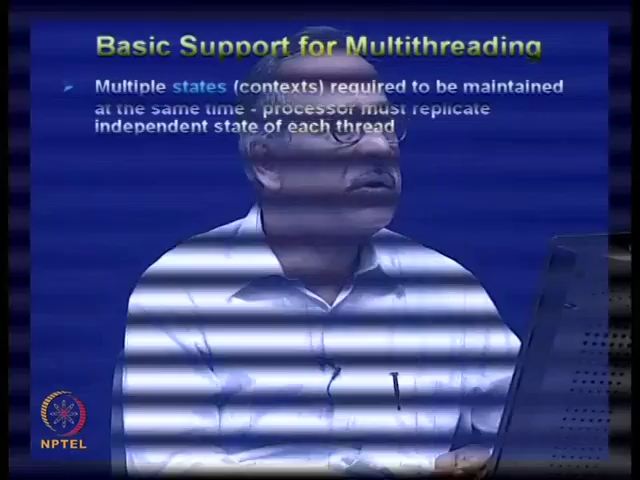 Basic Support for Multithreading
Multiple states (contexts) required to be maintained
at the same time - processor must replicate
independent state of each thread
NPTEL